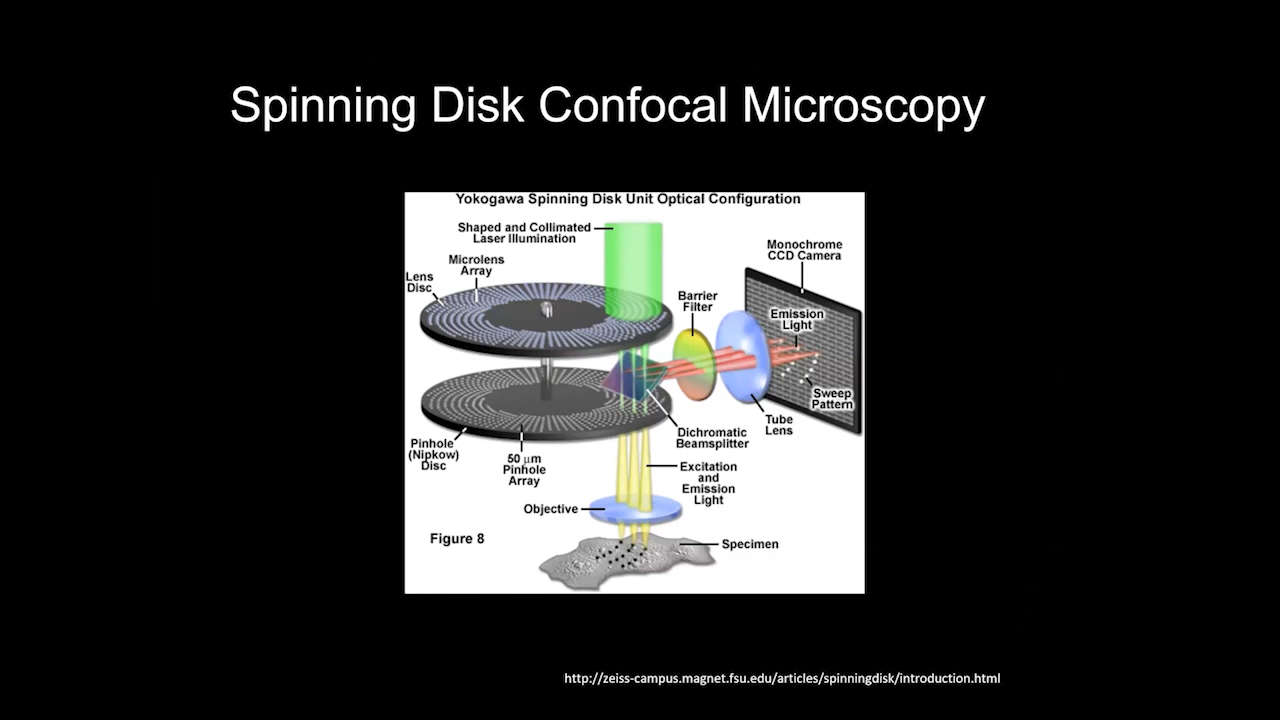 Spinning Disk Confocal Microscopy
Yokogawa Spinning Disk Unit Optical Configuration
Shaped and Collimated
Laser Illumination
Microlens
Array
Lens
Disc
Monochrome
CCD Camera
Barrier
Filter
Emission
Light
Sweep
Pattern
Tube
Lens
Dichromatic
Beamsplitter
Pinhole
(Nipkow)
Disc
50 μm
Pinhole
Array
Excitation
and
Emission
Light
Objective
Figure 8
Specimen
http://zeiss-campus.magnet.fsu.edu/articles/spinningdisk/introduction.html